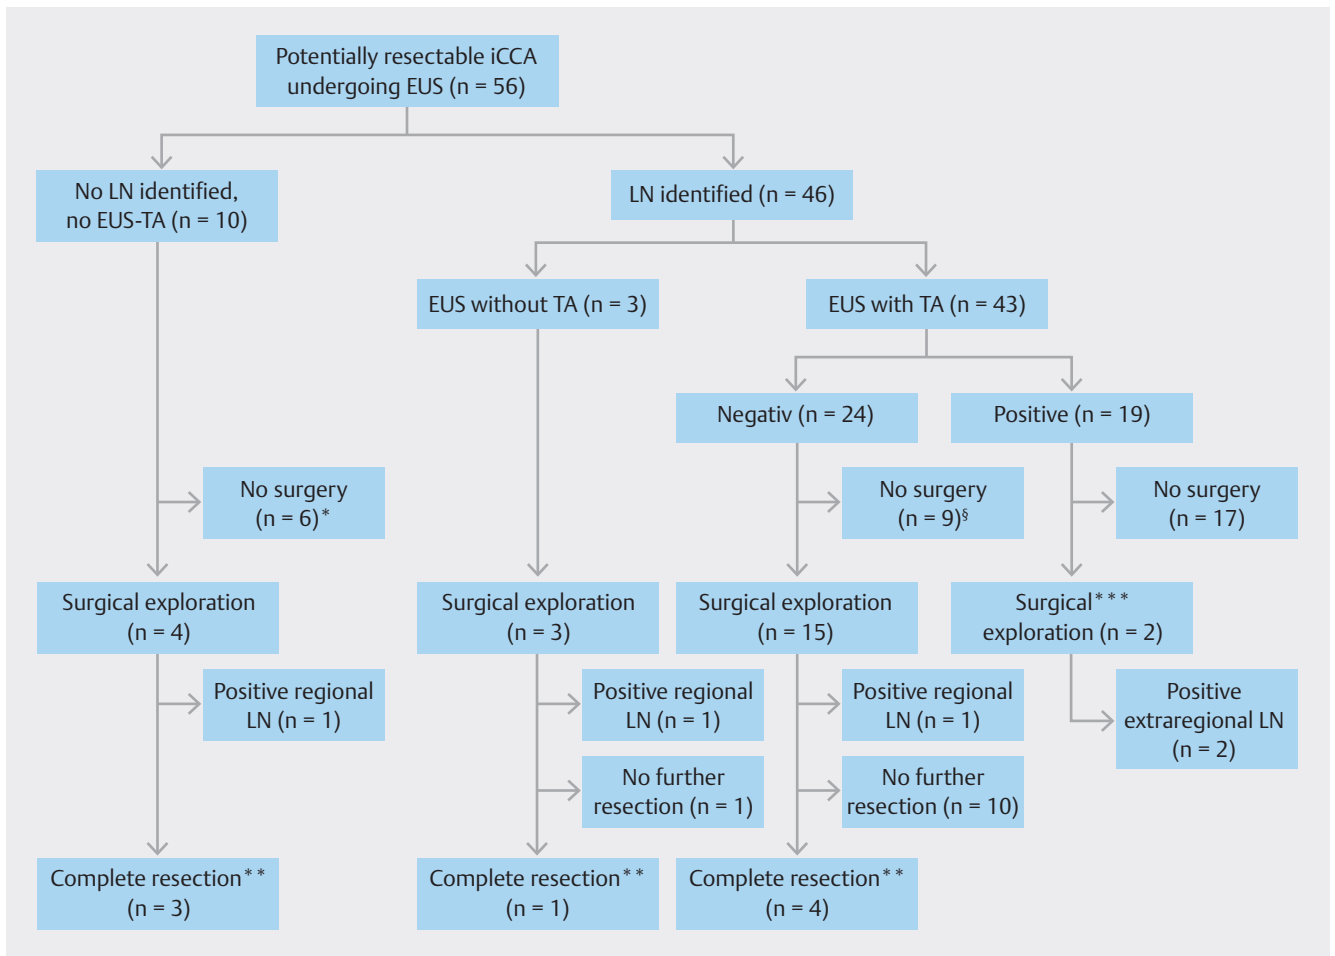 Potentially resectable iCCA
undergoing EUS (n = 56)
No LN identified,
no EUS-TA (n = 10)
LN identified (n = 46)
EUS without TA (n = 3)
EUS with TA (n = 43)
Negativ (n = 24)
Positive (n = 19)
No surgery
(n = 6)*
No surgery
(n = 9)§
No surgery
(n = 17)
Surgical exploration
(n = 4)
Surgical exploration
(n = 3)
Surgical exploration
(n = 15)
Surgical***
exploration (n = 2)
Positive regional
LN (n = 1)
Positive regional
LN (n = 1)
Positive regional
LN (n = 1)
Positive
extraregional LN
(n = 2)
No further
resection (n = 1)
No further
resection (n = 10)
Complete resection**
(n = 3)
Complete resection**
(n = 1)
Complete resection**
(n = 4)